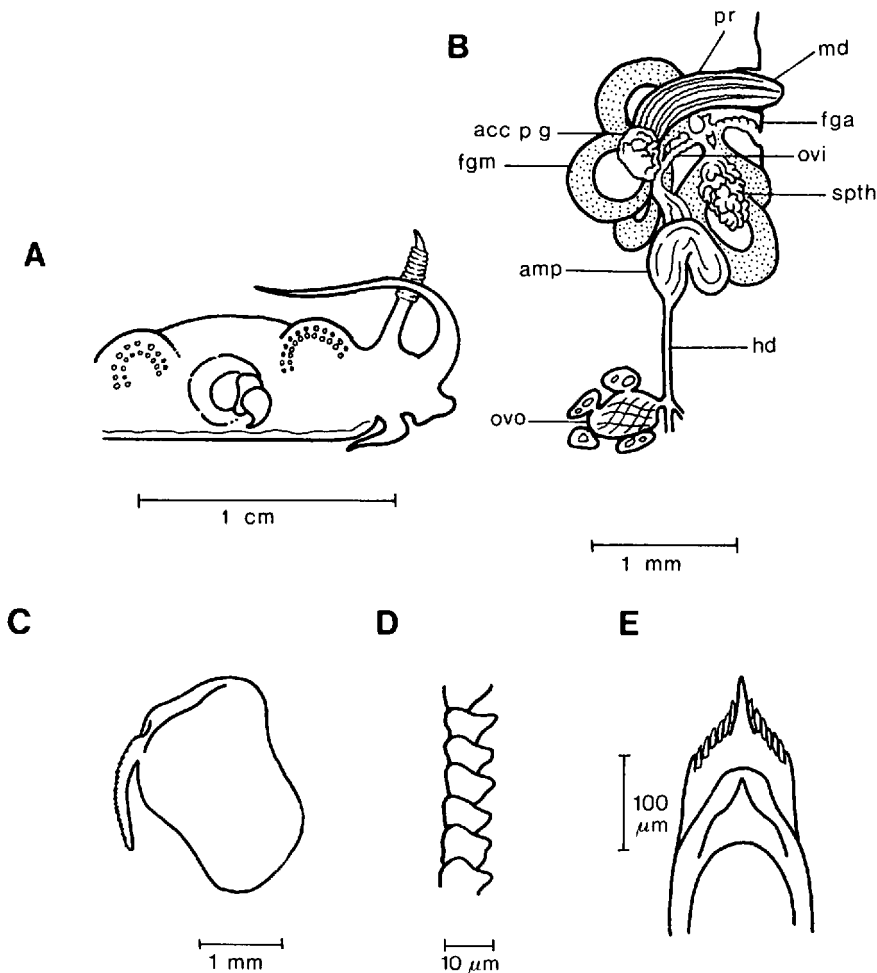 A
1 cm
B
pr
md
acc p g
fga
fgm
ovi
spth
amp
hd
ovo
1 mm
C
1 mm
D
10 μm
E
100
μm